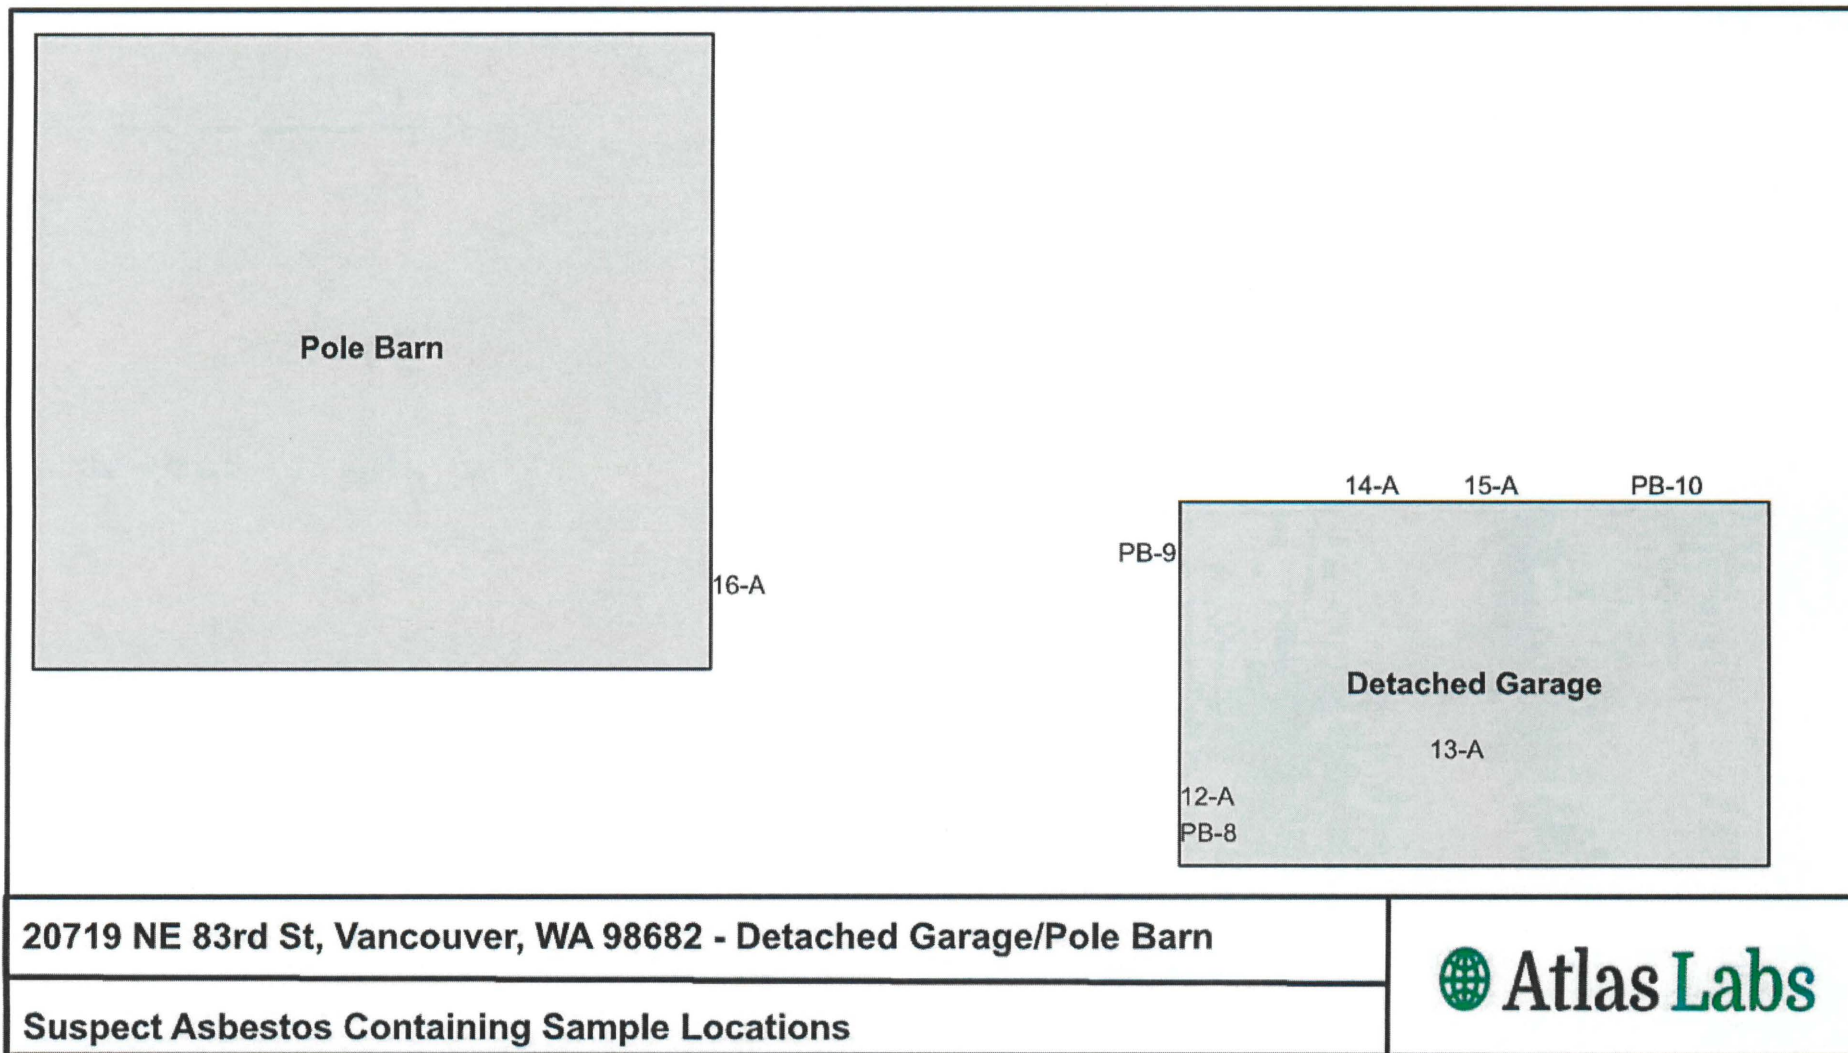 Pole Barn
16-A
14-A 15-A PB-10
PB-9
Detached Garage
13-A
12-A
PB-8
20719 NE 83rd St, Vancouver, WA 98682 - Detached Garage/Pole Barn
Suspect Asbestos Containing Sample Locations
Atlas Labs